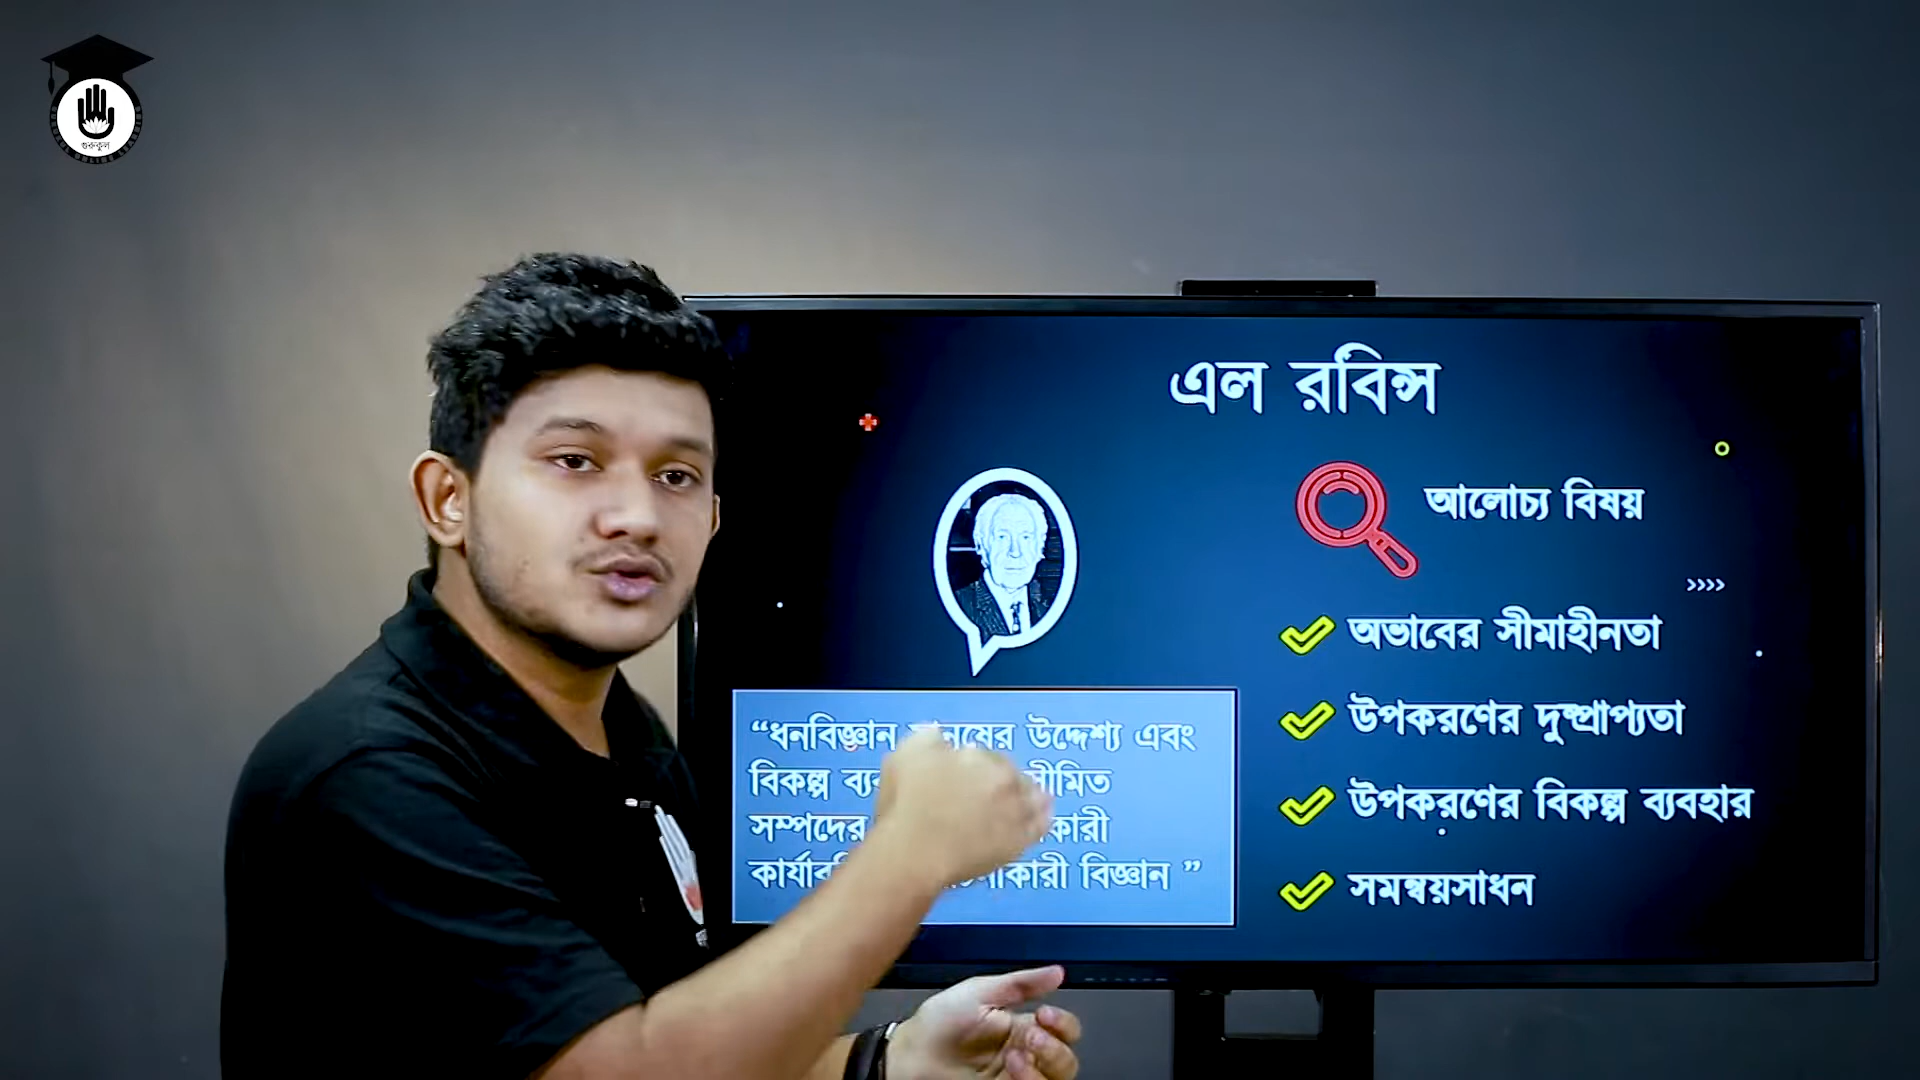 গুরুকুল
এল রবিন্স
আলোচ্য বিষয়
অভাবের সীমাহীনতা
উপকরণের দুষ্প্রাপ্যতা
উপকরণের বিকল্প ব্যবহার
সমন্বয়সাধন
“ধনবিজ্ঞান মানুষের উদ্দেশ্য এবং
বিকল্প সীমিত
সম্পদের
কারী বিজ্ঞান ”